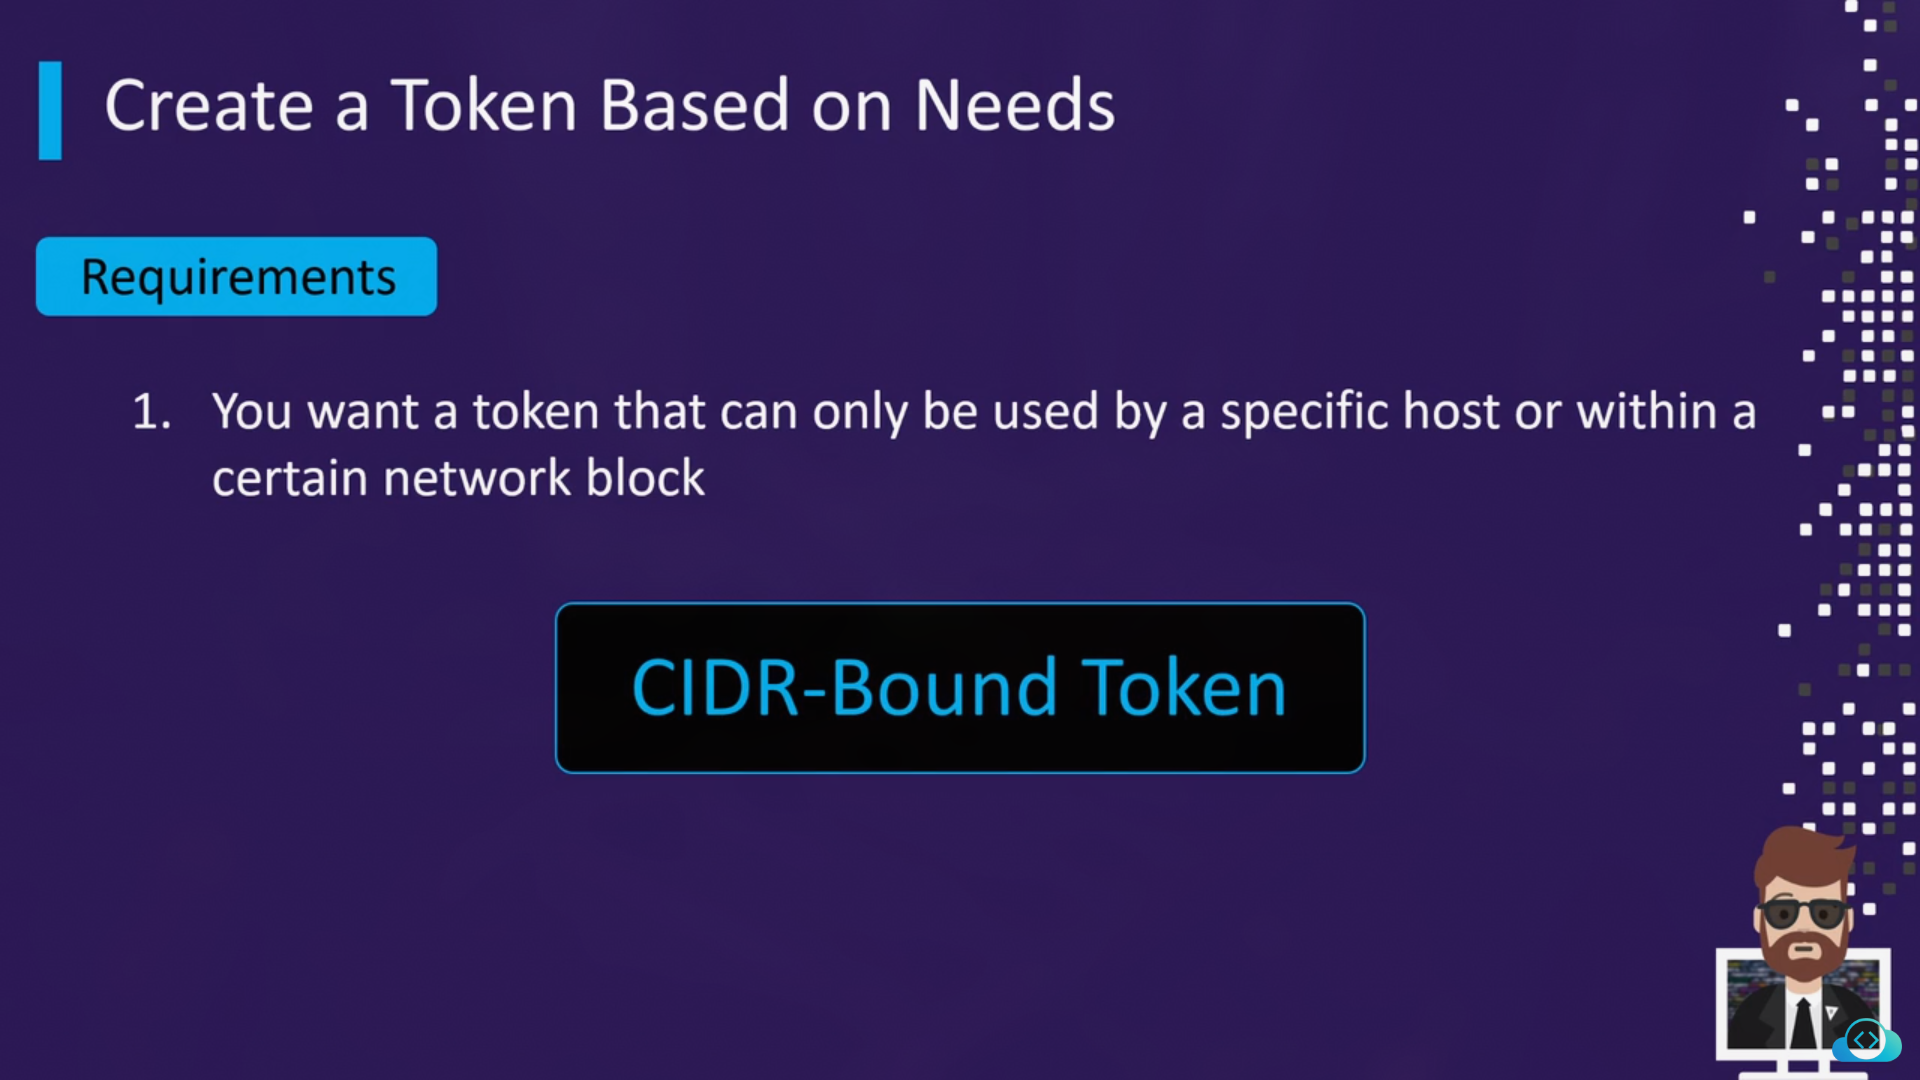 Create a Token Based on Needs
Requirements
1. You want a token that can only be used by a specific host or within a
certain network block
CIDR-Bound Token